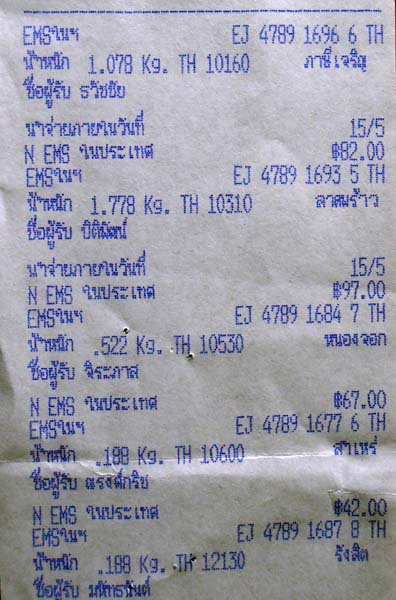 EMSในฯ EJ 4789 1696 6 TH
น้ำหนัก 1.078 Kg. TH 10160 ภาษีเจริญ
ชื่อผู้รับ ธวัชชัย
นำจ่ายภายในวันที่ 15/5
N EMS ในประเทศ ฿82.00
EMSในฯ EJ 4789 1693 5 TH
น้ำหนัก 1.778 Kg. TH 10310 ลาดพร้าว
ชื่อผู้รับ ปิติพัฒน์
นำจ่ายภายในวันที่ 15/5
N EMS ในประเทศ ฿97.00
EMSในฯ EJ 4789 1684 7 TH
น้ำหนัก .522 Kg. TH 10530 หนองจอก
ชื่อผู้รับ จิระภาส
N EMS ในประเทศ ฿67.00
EMSในฯ EJ 4789 1677 6 TH
น้ำหนัก .188 Kg. TH 10600 สำเหร่
ชื่อผู้รับ ณรงค์กริช
N EMS ในประเทศ ฿42.00
EMSในฯ EJ 4789 1687 8 TH
น้ำหนัก .188 Kg. TH 12130 รังสิต
ชื่อผู้รับ